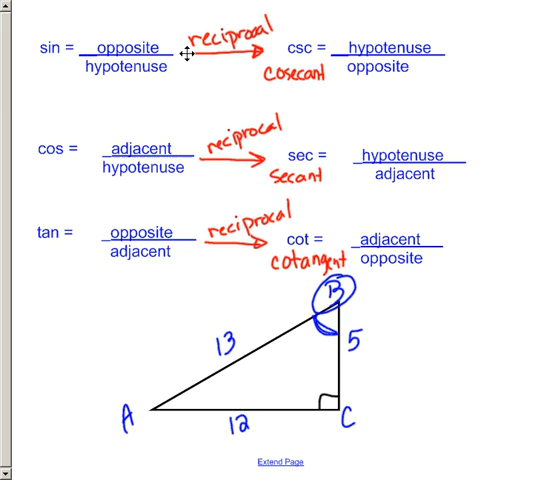 reciprocal
sin = opposite csc = hypotenuse
hypotenuse cosecant opposite
reciprocal
cos = adjacent sec = hypotenuse
hypotenuse secant adjacent
reciprocal
tan = opposite cot = adjacent
adjacent cotangent opposite
B
13 5
A 12 C
Extend Page